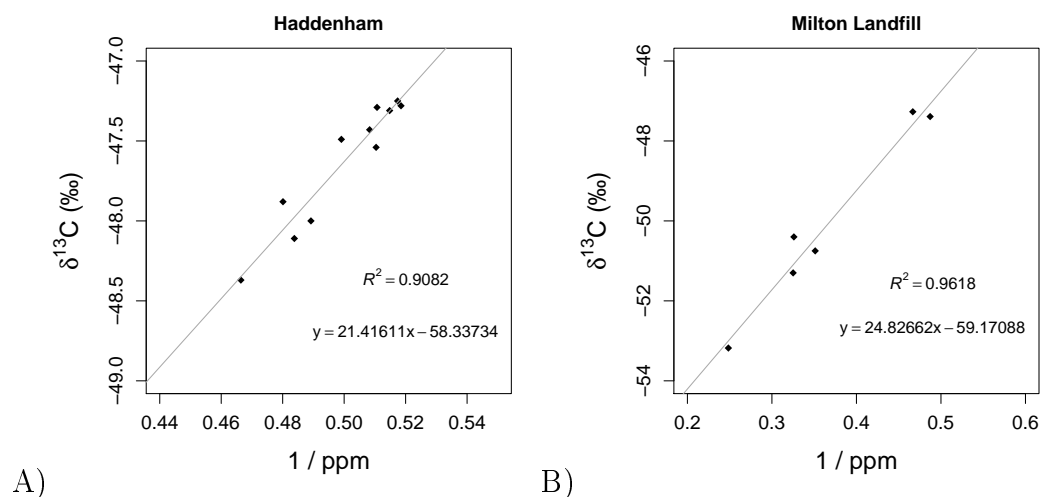 Haddenham
−47.0
−47.5
−48.0
−48.5
−49.0
δ13C (‰)
R2 = 0.9082
y = 21.41611x − 58.33734
0.44 0.46 0.48 0.50 0.52 0.54
1 / ppm
A)
Milton Landfill
−46
−48
−50
−52
−54
δ13C (‰)
R2 = 0.9618
y = 24.82662x − 59.17088
0.2 0.3 0.4 0.5 0.6
1 / ppm
B)